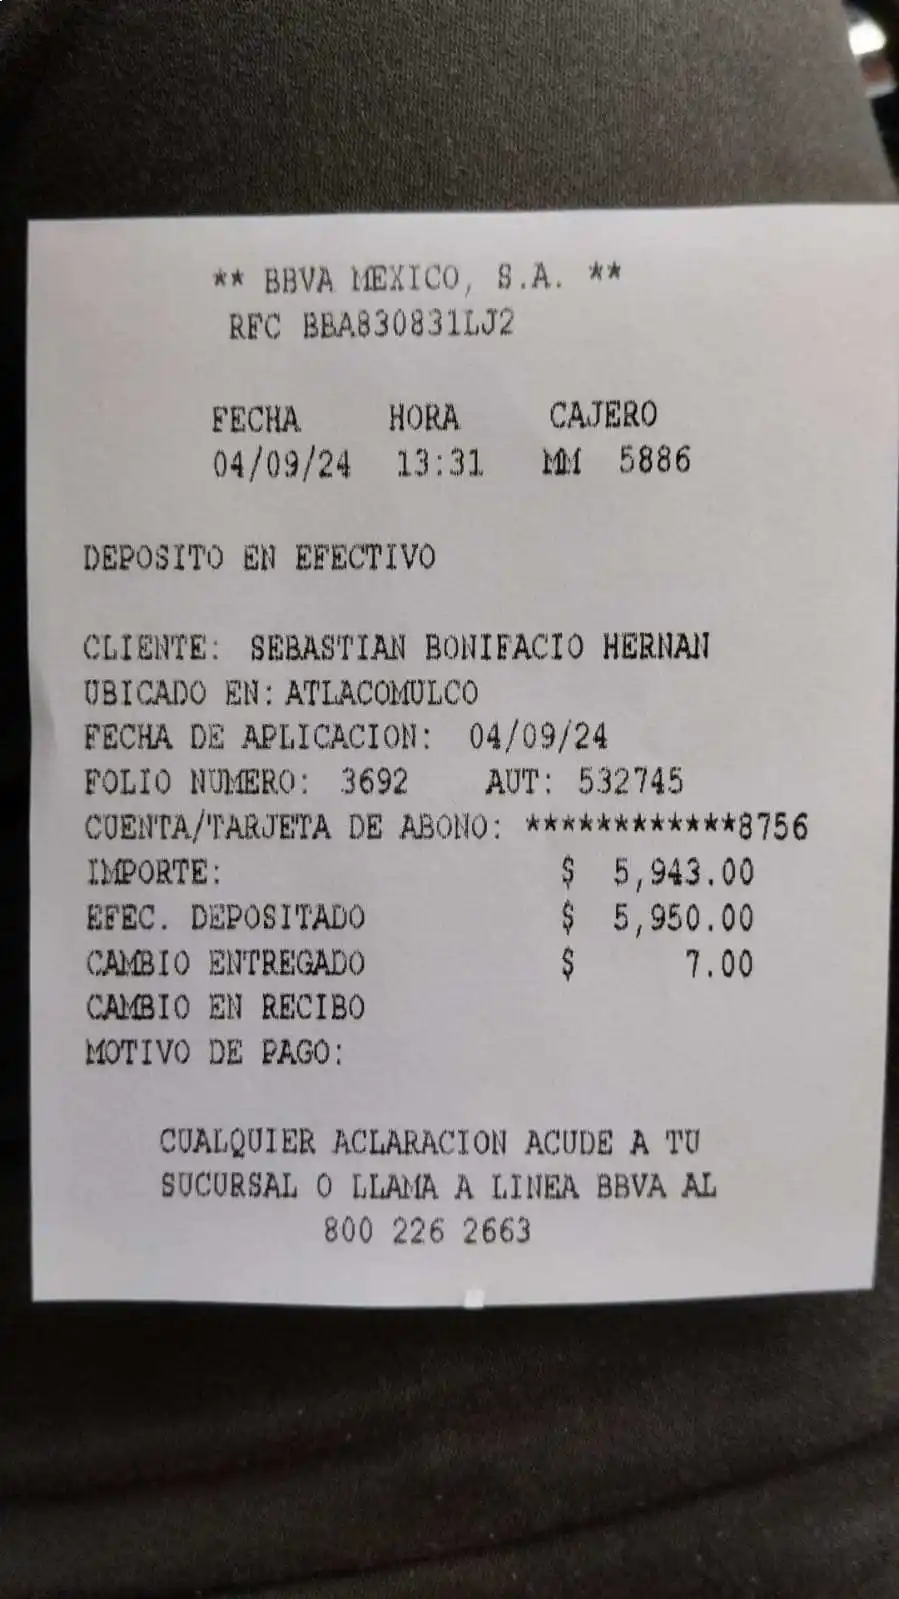 ** BBVA MEXICO, S.A. **
RFC BBA830831LJ2
FECHA HORA CAJERO
04/09/24 13:31 MM 5886
DEPOSITO EN EFECTIVO
CLIENTE: SEBASTIAN BONIFACIO HERNAN
UBICADO EN: ATLACOMULCO
FECHA DE APLICACION: 04/09/24
FOLIO NUMERO: 3692 AUT: 532745
CUENTA/TARJETA DE ABONO: ************8756
IMPORTE: $ 5,943.00
EFEC. DEPOSITADO $ 5,950.00
CAMBIO ENTREGADO $ 7.00
CAMBIO EN RECIBO
MOTIVO DE PAGO:
CUALQUIER ACLARACION ACUDE A TU
SUCURSAL O LLAMA A LINEA BBVA AL
800 226 2663